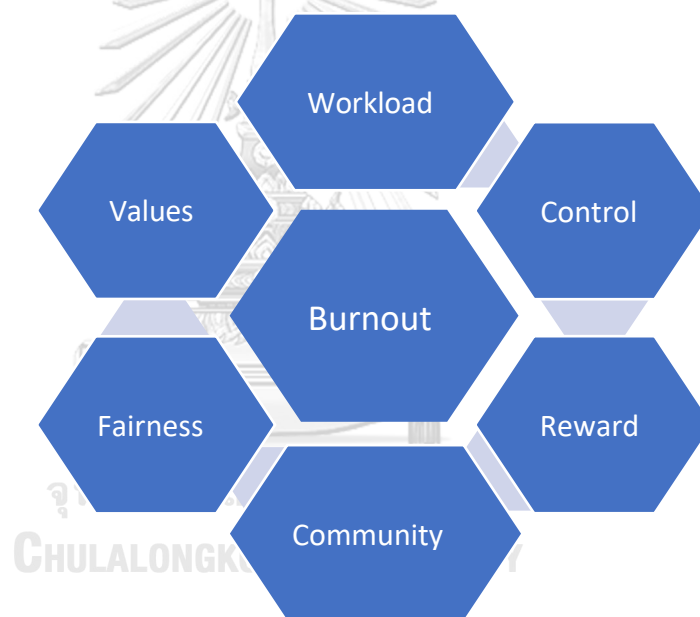 Workload
Values
Control
Burnout
Fairness
Reward
Community